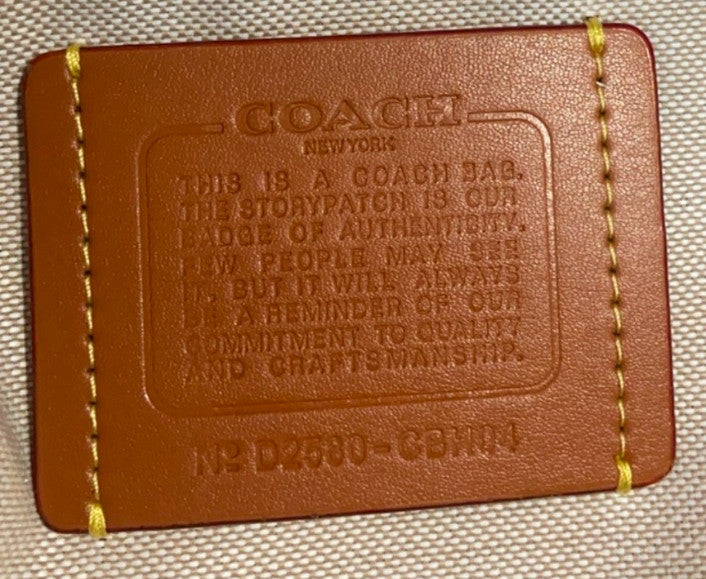 COACH
NEW YORK
THIS IS A COACH BAG.
THE STORYPATCH IS OUR
BADGE OF AUTHENTICITY.
FEW PEOPLE MAY SEE
IT, BUT IT WILL ALWAYS
BE A REMINDER OF OUR
COMMITMENT TO QUALITY
AND CRAFTSMANSHIP.
Nº D2580-CBH04